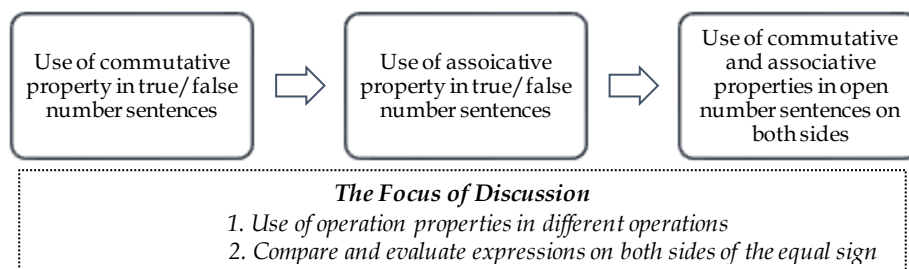 Use of commutative
property in true/false
number sentences
Use of assoicative
property in true/false
number sentences
Use of commutative
and associative
properties in open
number sentences on
both sides
The Focus of Discussion
1. Use of operation properties in different operations
2. Compare and evaluate expressions on both sides of the equal sign